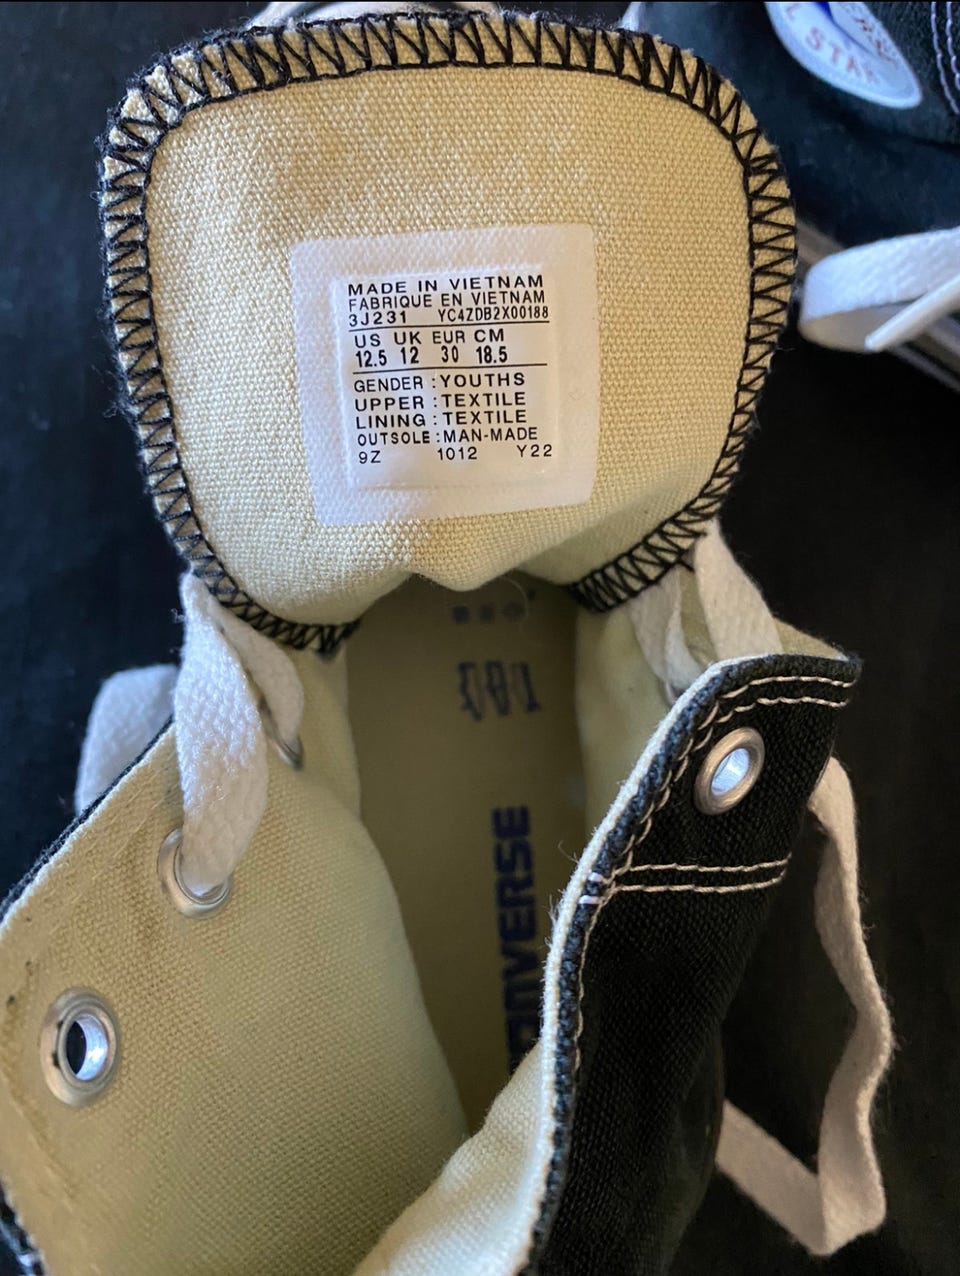 L STAR
MADE IN VIETNAM
FABRIQUE EN VIETNAM
3J231 YC4ZDB2X00188
US UK EUR CM
12.5 12 30 18.5
GENDER : YOUTHS
UPPER : TEXTILE
LINING : TEXTILE
OUTSOLE : MAN-MADE
9Z 1012 Y22
CONVERSE